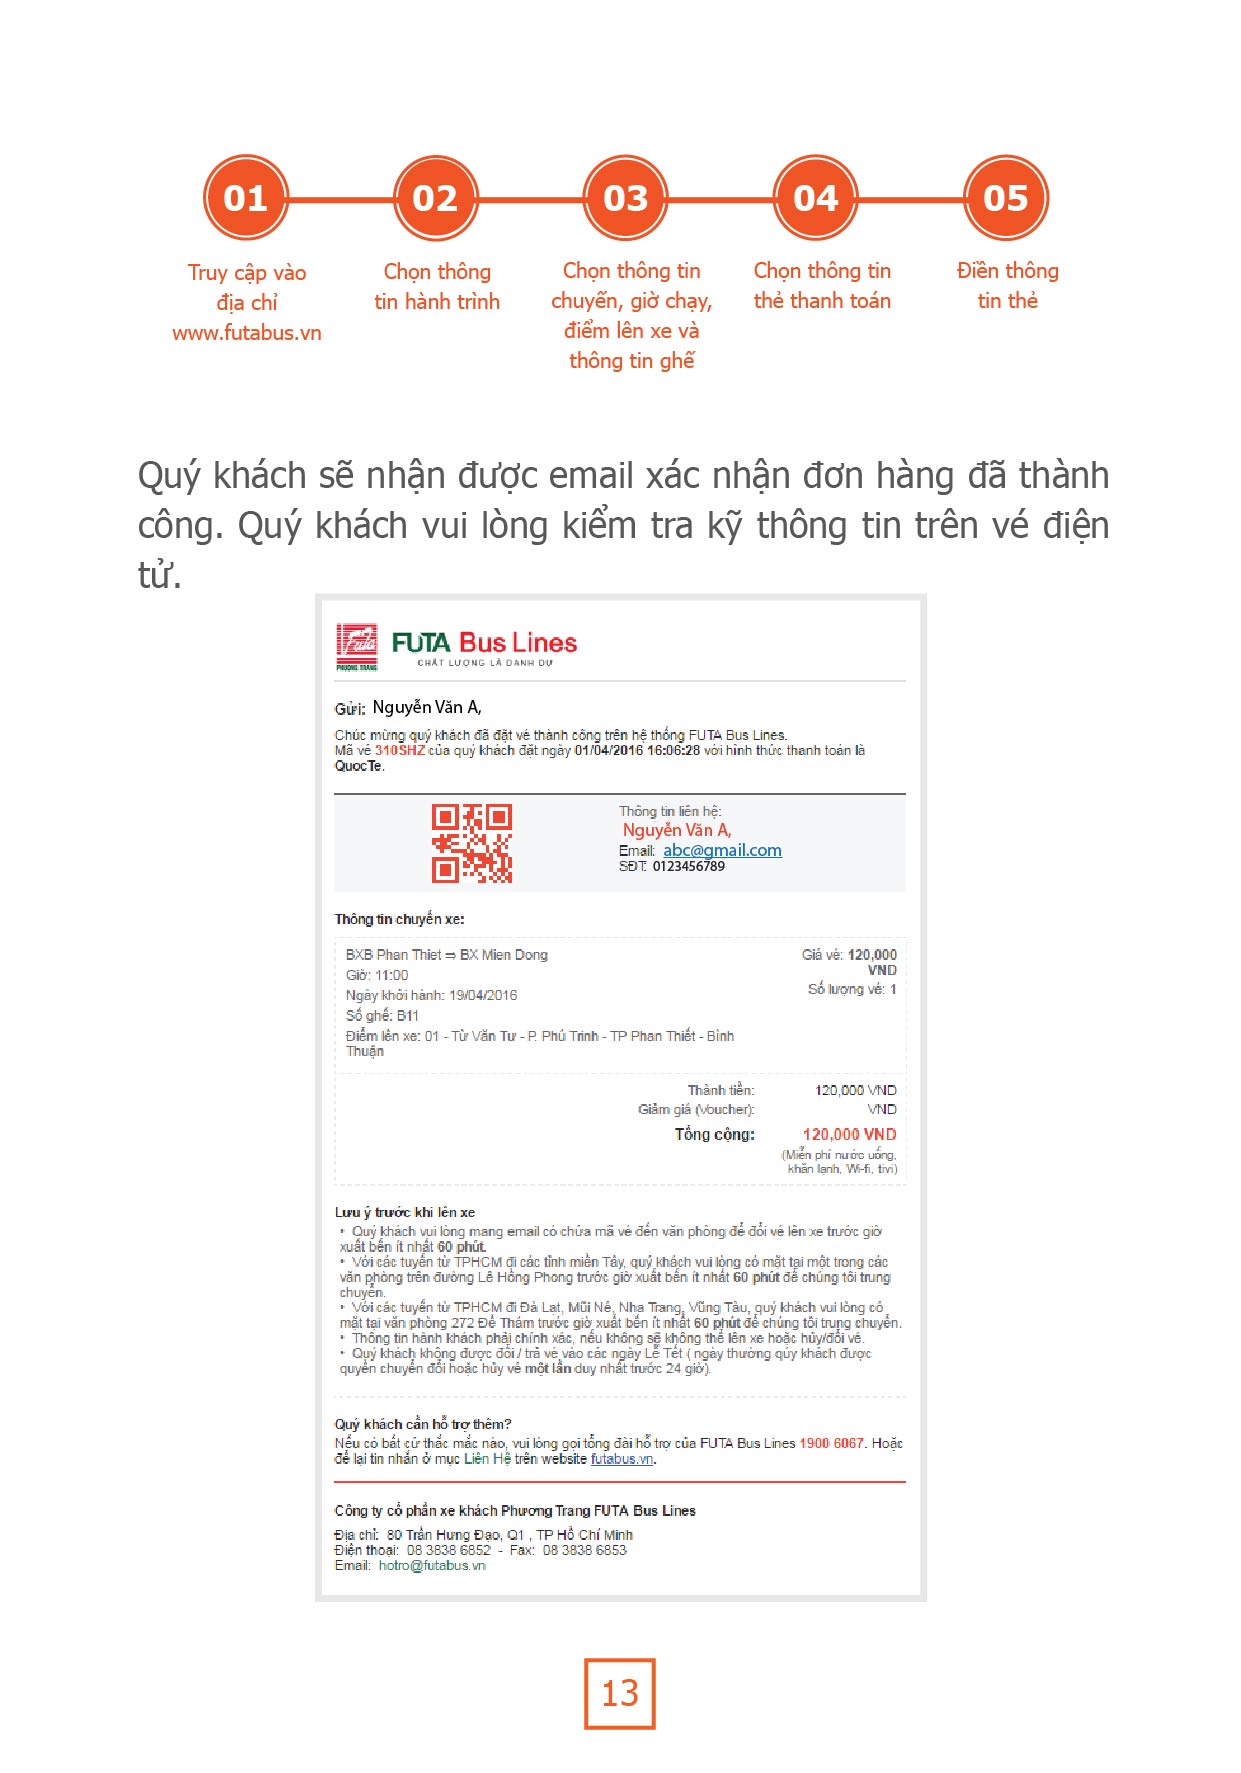 01
02
03
04
05
Truy cập vào
địa chỉ
www.futabus.vn
Chọn thông
tin hành trình
Chọn thông tin
chuyến, giờ chạy,
điểm lên xe và
thông tin ghế
Chọn thông tin
thẻ thanh toán
Điền thông
tin thẻ
Quý khách sẽ nhận được email xác nhận đơn hàng đã thành
công. Quý khách vui lòng kiểm tra kỹ thông tin trên vé điện
tử.
Futa
PHƯƠNG TRANG
FUTA Bus Lines
CHẤT LƯỢNG LÀ DANH DỰ
Gửi: Nguyễn Văn A,
Chúc mừng quý khách đã đặt vé thành công trên hệ thống FUTA Bus Lines.
Mã vé 310SHZ của quý khách đặt ngày 01/04/2016 16:06:28 với hình thức thanh toán là
QuocTe.
Thông tin liên hệ:
Nguyễn Văn A,
Email: abc@gmail.com
SĐT: 0123456789
Thông tin chuyến xe:
BXB Phan Thiet ⇒ BX Mien Dong
Giờ: 11:00
Ngày khởi hành: 19/04/2016
Số ghế: B11
Điểm lên xe: 01 - Từ Văn Tư - P. Phú Trinh - TP Phan Thiết - Bình
Thuận
Giá vé: 120,000
VND
Số lượng vé: 1
Thành tiền: 120,000 VND
Giảm giá (Voucher): VND
Tổng cộng: 120,000 VND
(Miễn phí nước uống,
khăn lạnh, Wi-fi, tivi)
Lưu ý trước khi lên xe
• Quý khách vui lòng mang email có chứa mã vé đến văn phòng để đổi vé lên xe trước giờ
xuất bến ít nhất 60 phút.
• Với các tuyến từ TPHCM đi các tỉnh miền Tây, quý khách vui lòng có mặt tại một trong các
văn phòng trên đường Lê Hồng Phong trước giờ xuất bến ít nhất 60 phút để chúng tôi trung
chuyển.
• Với các tuyến từ TPHCM đi Đà Lạt, Mũi Né, Nha Trang, Vũng Tàu, quý khách vui lòng có
mặt tại văn phòng 272 Đề Thám trước giờ xuất bến ít nhất 60 phút để chúng tôi trung chuyển.
• Thông tin hành khách phải chính xác, nếu không sẽ không thể lên xe hoặc hủy/đổi vé.
• Quý khách không được đổi / trả vé vào các ngày Lễ Tết ( ngày thường qúy khách được
quyền chuyển đổi hoặc hủy vé một lần duy nhất trước 24 giờ).
Quý khách cần hỗ trợ thêm?
Nếu có bất cứ thắc mắc nào, vui lòng gọi tổng đài hỗ trợ của FUTA Bus Lines 1900 6067. Hoặc
để lại tin nhắn ở mục Liên Hệ trên website futabus.vn.
Công ty cổ phần xe khách Phương Trang FUTA Bus Lines
Địa chỉ: 80 Trần Hưng Đạo, Q1 , TP Hồ Chí Minh
Điện thoại: 08 3838 6852 - Fax: 08 3838 6853
Email: hotro@futabus.vn
13